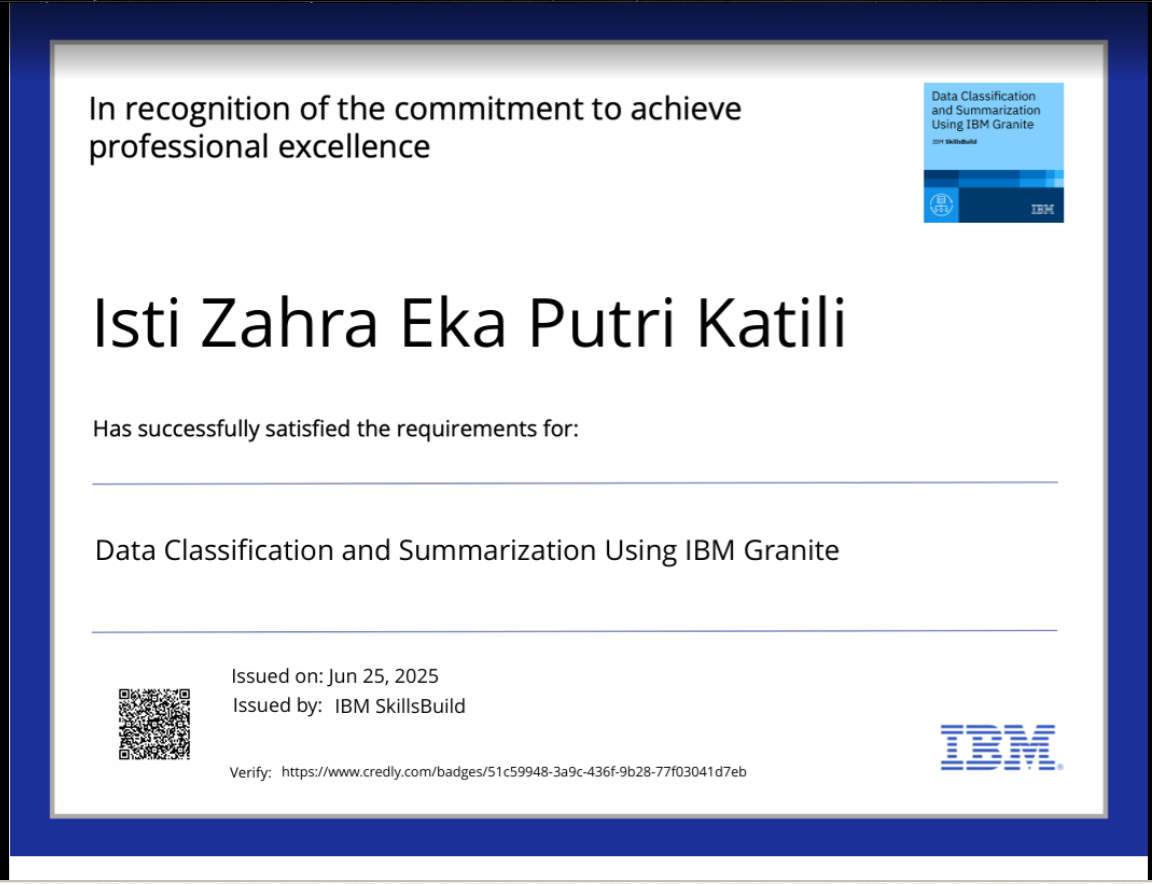 In recognition of the commitment to achieve
professional excellence
Data Classification
and Summarization
Using IBM Granite
IBM SkillsBuild
IBM
Isti Zahra Eka Putri Katili
Has successfully satisfied the requirements for:
Data Classification and Summarization Using IBM Granite
Issued on: Jun 25, 2025
Issued by: IBM SkillsBuild
IBM®
Verify: https://www.credly.com/badges/51c59948-3a9c-436f-9b28-77f03041d7eb